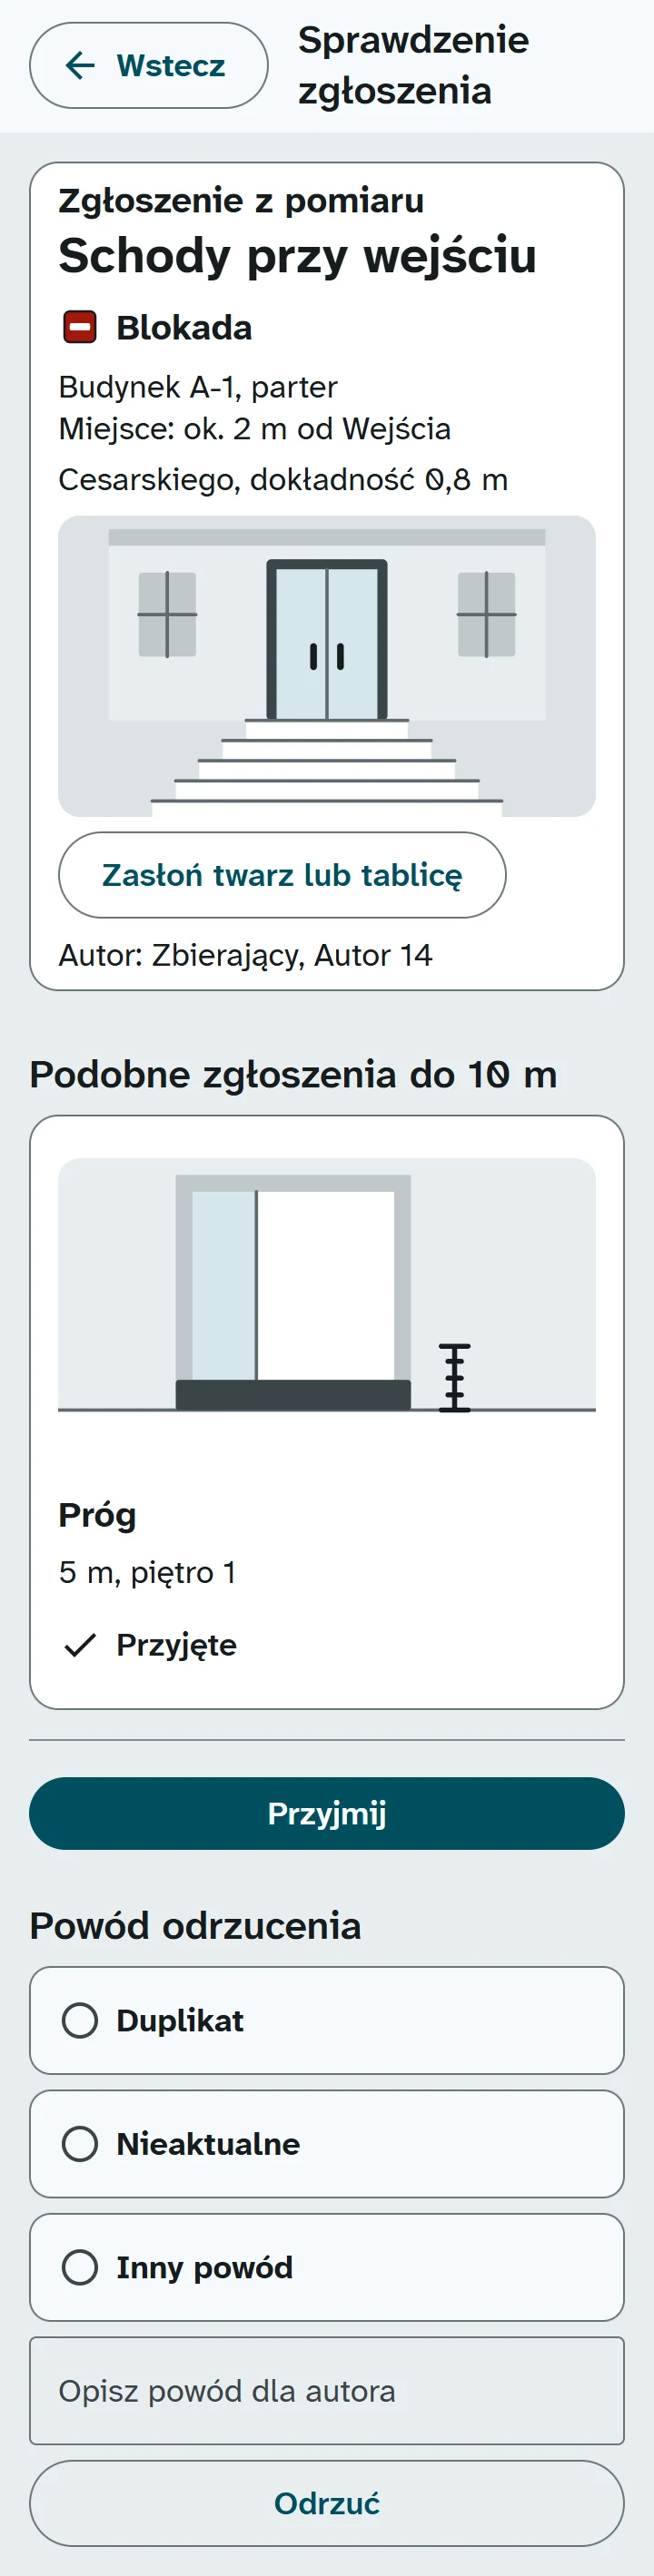 Wstecz
Sprawdzenie
zgłoszenia
Zgłoszenie z pomiaru
Schody przy wejściu
Blokada
Budynek A-1, parter
Miejsce: ok. 2 m od Wejścia
Cesarskiego, dokładność 0,8 m
Zasłoń twarz lub tablicę
Autor: Zbierający, Autor 14
Podobne zgłoszenia do 10 m
Próg
5 m, piętro 1
Przyjęte
Przyjmij
Powód odrzucenia
Duplikat
Nieaktualne
Inny powód
Opisz powód dla autora
Odrzuć